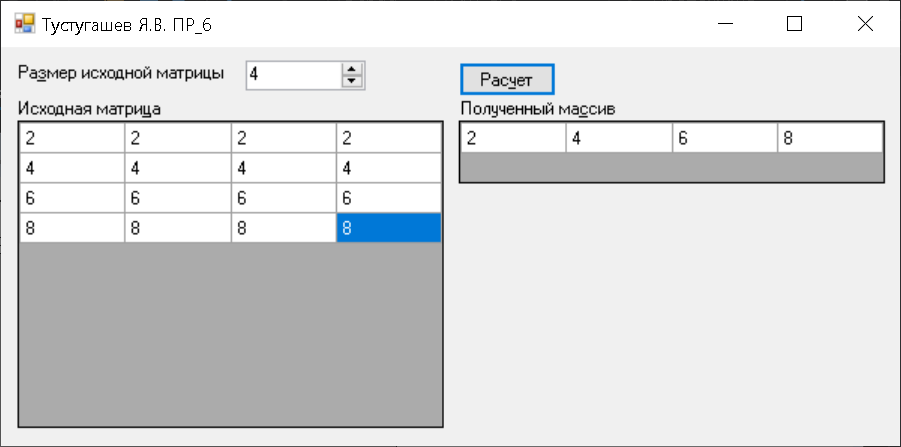 Тустугашев Я.В. ПР_6
Размер исходной матрицы 4
Расчет
Исходная матрица
Полученный массив
2 2 2 2
2 4 6 8
4 4 4 4
6 6 6 6
8 8 8 8